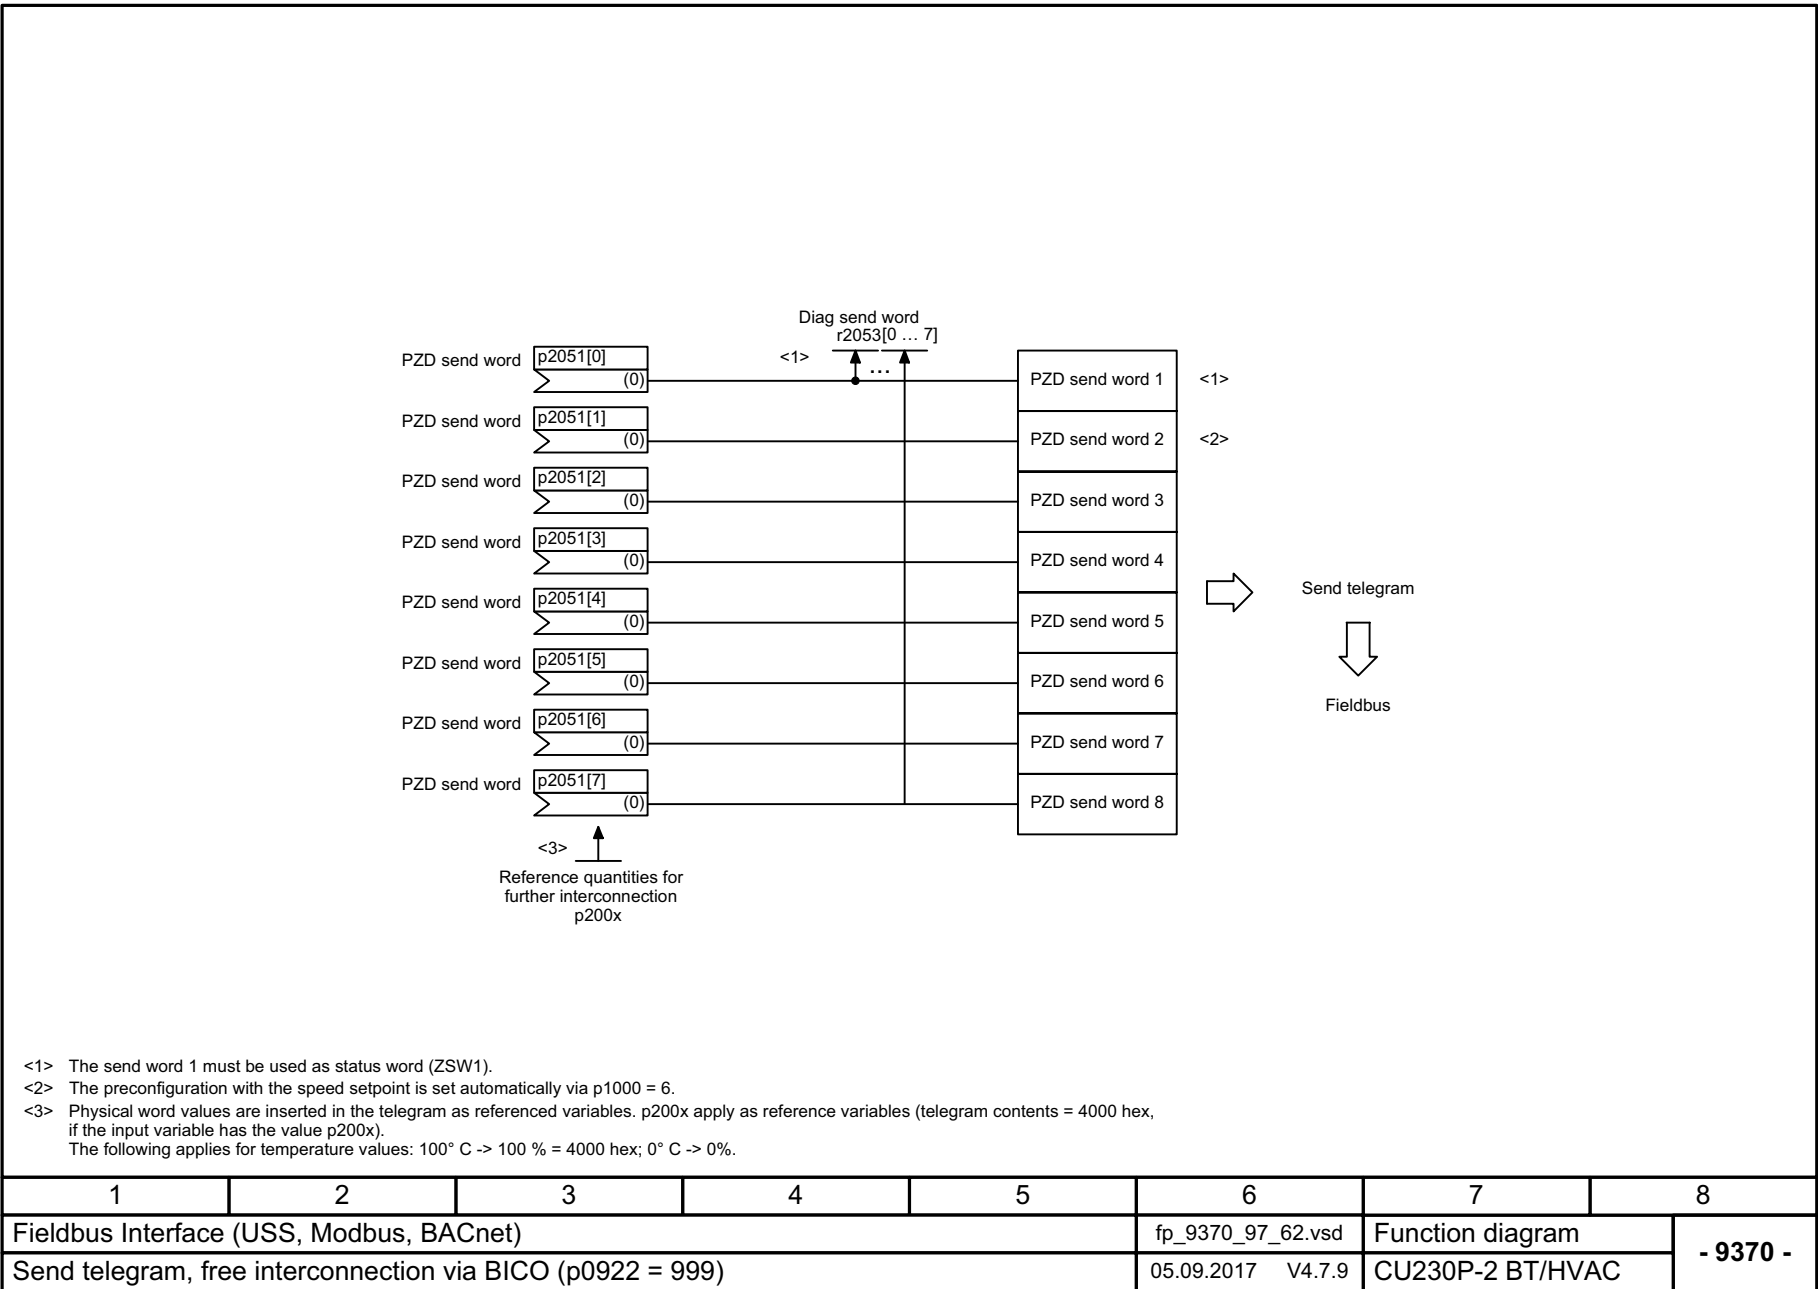 Diag send word
r2053[0 … 7]
<1>
...
PZD send word p2051[0]
(0)
PZD send word 1 <1>
PZD send word p2051[1]
(0)
PZD send word 2 <2>
PZD send word p2051[2]
(0)
PZD send word 3
PZD send word p2051[3]
(0)
PZD send word 4
PZD send word p2051[4]
(0)
PZD send word 5
PZD send word p2051[5]
(0)
PZD send word 6
PZD send word p2051[6]
(0)
PZD send word 7
PZD send word p2051[7]
(0)
PZD send word 8
Send telegram
Fieldbus
<3>
Reference quantities for
further interconnection
p200x
<1> The send word 1 must be used as status word (ZSW1).
<2> The preconfiguration with the speed setpoint is set automatically via p1000 = 6.
<3> Physical word values are inserted in the telegram as referenced variables. p200x apply as reference variables (telegram contents = 4000 hex,
if the input variable has the value p200x).
The following applies for temperature values: 100° C -> 100 % = 4000 hex; 0° C -> 0%.
1 2 3 4 5 6 7 8
Fieldbus Interface (USS, Modbus, BACnet)
fp_9370_97_62.vsd
Function diagram
- 9370 -
Send telegram, free interconnection via BICO (p0922 = 999)
05.09.2017 V4.7.9
CU230P-2 BT/HVAC